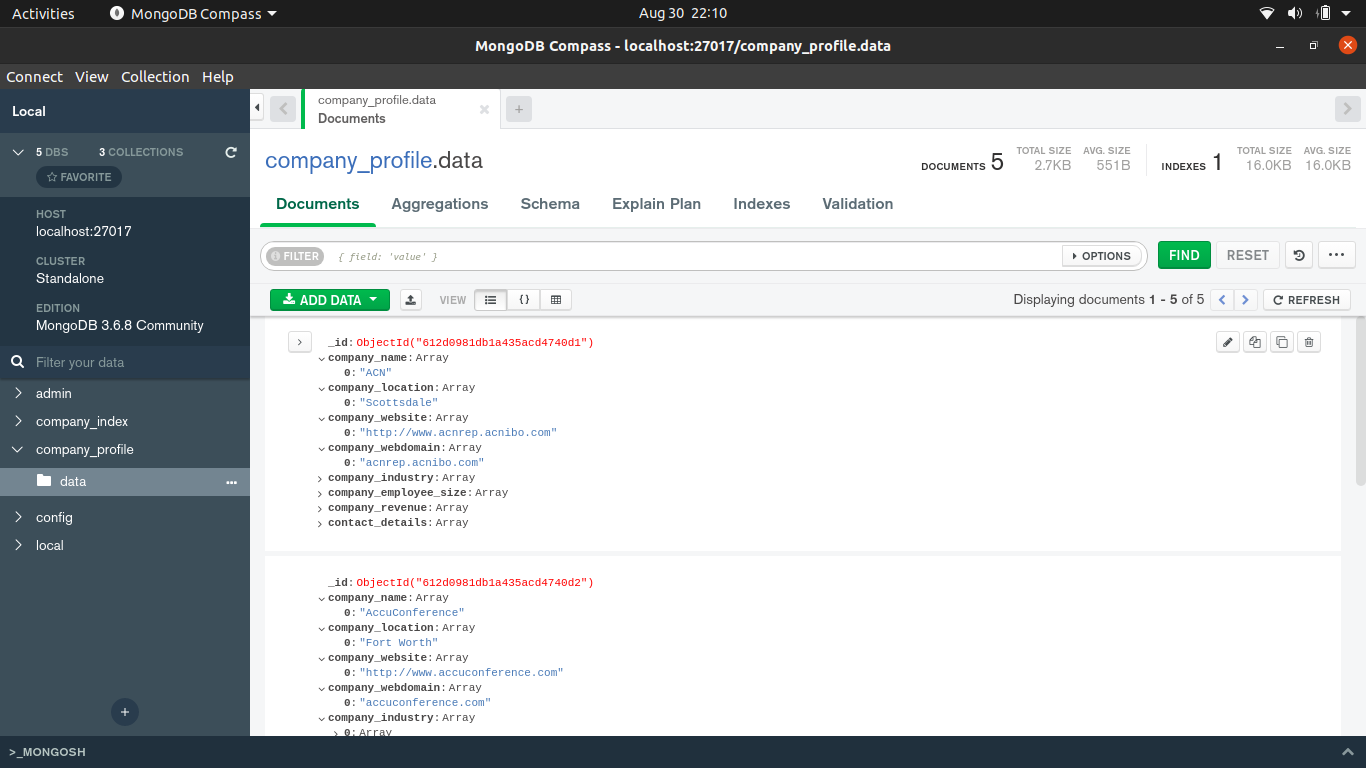 Activities MongoDB Compass Aug 30 22:10
MongoDB Compass - localhost:27017/company_profile.data
Connect View Collection Help
Local
5 DBS 3 COLLECTIONS
FAVORITE
HOST
localhost:27017
CLUSTER
Standalone
EDITION
MongoDB 3.6.8 Community
Filter your data
admin
company_index
company_profile
data
config
local
>_MONGOSH
company_profile.data
Documents
company_profile.data
DOCUMENTS 5 TOTAL SIZE 2.7KB AVG. SIZE 551B INDEXES 1 TOTAL SIZE 16.0KB AVG. SIZE 16.0KB
Documents Aggregations Schema Explain Plan Indexes Validation
FILTER { field: 'value' } OPTIONS FIND RESET
ADD DATA VIEW { } Displaying documents 1 - 5 of 5 REFRESH
_id: ObjectId("612d0981db1a435acd4740d1")
company_name: Array
0: "ACN"
company_location: Array
0: "Scottsdale"
company_website: Array
0: "http://www.acnrep.acnibo.com"
company_webdomain: Array
0: "acnrep.acnibo.com"
company_industry: Array
company_employee_size: Array
company_revenue: Array
contact_details: Array
_id: ObjectId("612d0981db1a435acd4740d2")
company_name: Array
0: "AccuConference"
company_location: Array
0: "Fort Worth"
company_website: Array
0: "http://www.accuconference.com"
company_webdomain: Array
0: "accuconference.com"
company_industry: Array
0: Array